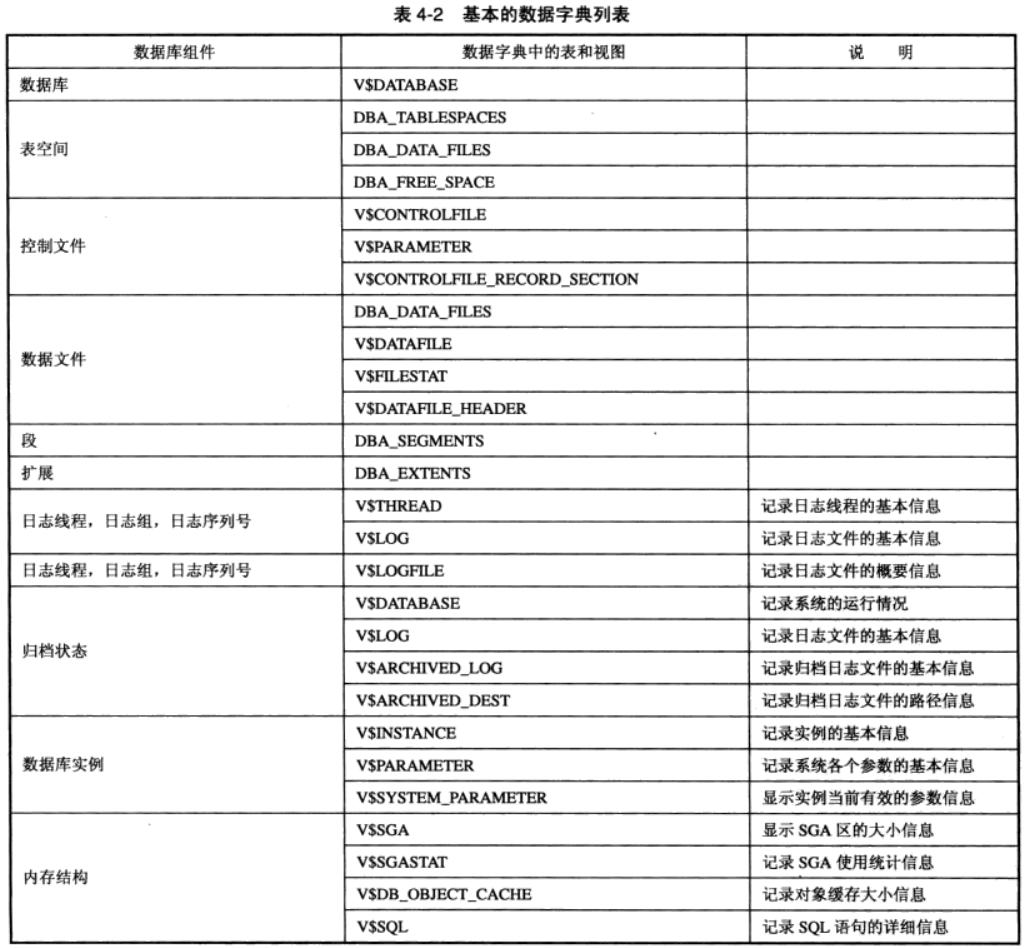 表 4-2 基本的数据字典列表
数据库组件 数据字典中的表和视图 说 明
数据库 V$DATABASE
表空间 DBA_TABLESPACES
DBA_DATA_FILES
DBA_FREE_SPACE
控制文件 V$CONTROLFILE
V$PARAMETER
V$CONTROLFILE_RECORD_SECTION
数据文件 DBA_DATA_FILES
V$DATAFILE
V$FILESTAT
V$DATAFILE_HEADER
段 DBA_SEGMENTS
扩展 DBA_EXTENTS
日志线程，日志组，日志序列号 V$THREAD 记录日志线程的基本信息
V$LOG 记录日志文件的基本信息
日志线程，日志组，日志序列号 V$LOGFILE 记录日志文件的概要信息
归档状态 V$DATABASE 记录系统的运行情况
V$LOG 记录日志文件的基本信息
V$ARCHIVED_LOG 记录归档日志文件的基本信息
V$ARCHIVED_DEST 记录归档日志文件的路径信息
数据库实例 V$INSTANCE 记录实例的基本信息
V$PARAMETER 记录系统各个参数的基本信息
V$SYSTEM_PARAMETER 显示实例当前有效的参数信息
内存结构 V$SGA 显示 SGA 区的大小信息
V$SGASTAT 记录 SGA 使用统计信息
V$DB_OBJECT_CACHE 记录对象缓存大小信息
V$SQL 记录 SQL 语句的详细信息